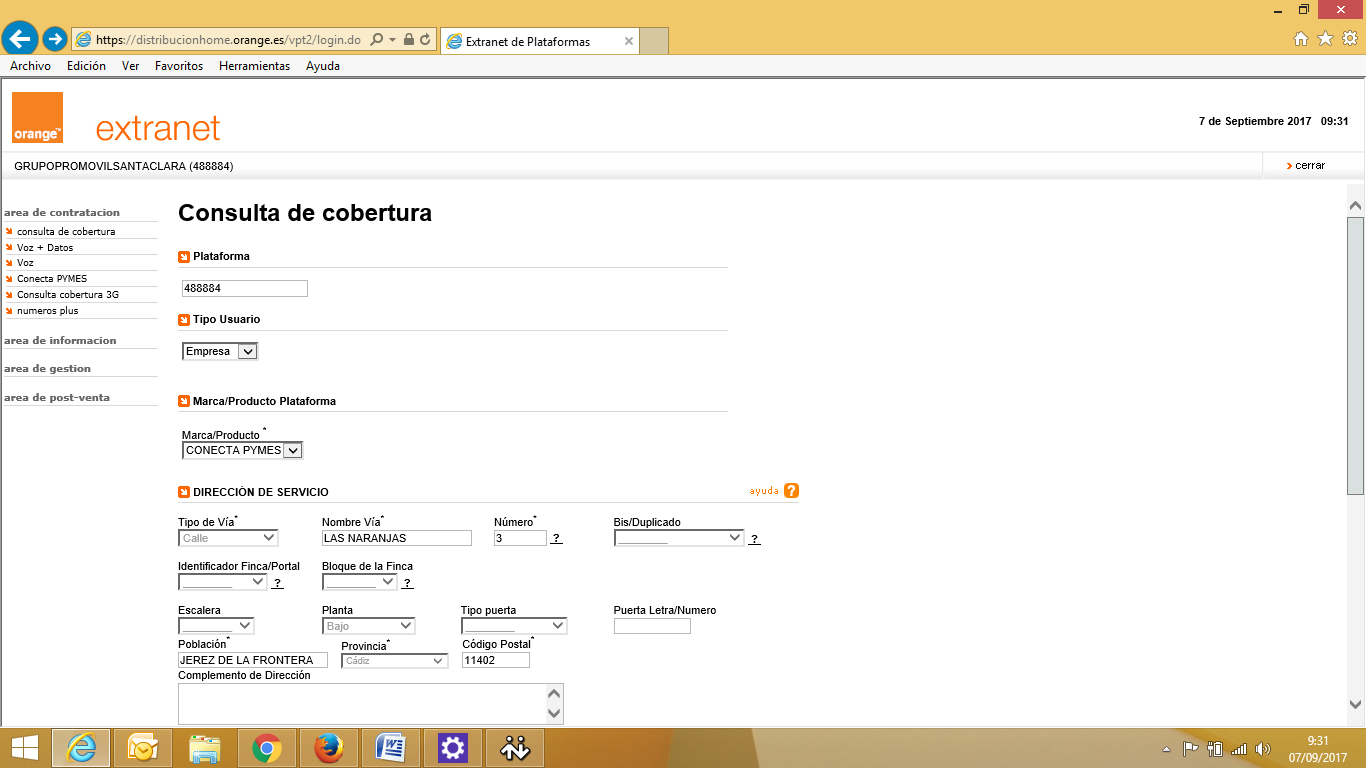 https://distribucionhome.orange.es/vpt2/login.do
Extranet de Plataformas
Archivo Edición Ver Favoritos Herramientas Ayuda
orange™
extranet
7 de Septiembre 2017 09:31
GRUPOPROMOVILSANTACLARA (488884)
cerrar
area de contratacion
consulta de cobertura
Voz + Datos
Voz
Conecta PYMES
Consulta cobertura 3G
numeros plus
area de informacion
area de gestion
area de post-venta
Consulta de cobertura
Plataforma
488884
Tipo Usuario
Empresa
Marca/Producto Plataforma
Marca/Producto *
CONECTA PYMES
DIRECCIÓN DE SERVICIO
ayuda ?
Tipo de Vía* Nombre Vía* Número* Bis/Duplicado
Calle LAS NARANJAS 3 ? ?
Identificador Finca/Portal Bloque de la Finca
? ?
Escalera Planta Tipo puerta Puerta Letra/Numero
Bajo
Población* Provincia* Código Postal*
JEREZ DE LA FRONTERA Cádiz 11402
Complemento de Dirección
9:31
07/09/2017